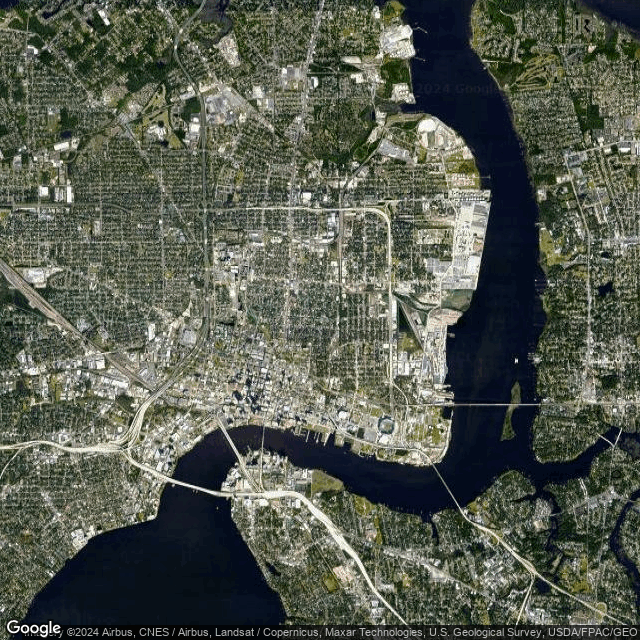 Google
©2024 Airbus, CNES / Airbus, Landsat / Copernicus, Maxar Technologies, U.S. Geological Survey, USDA/FPAC/GEO
2024 Google